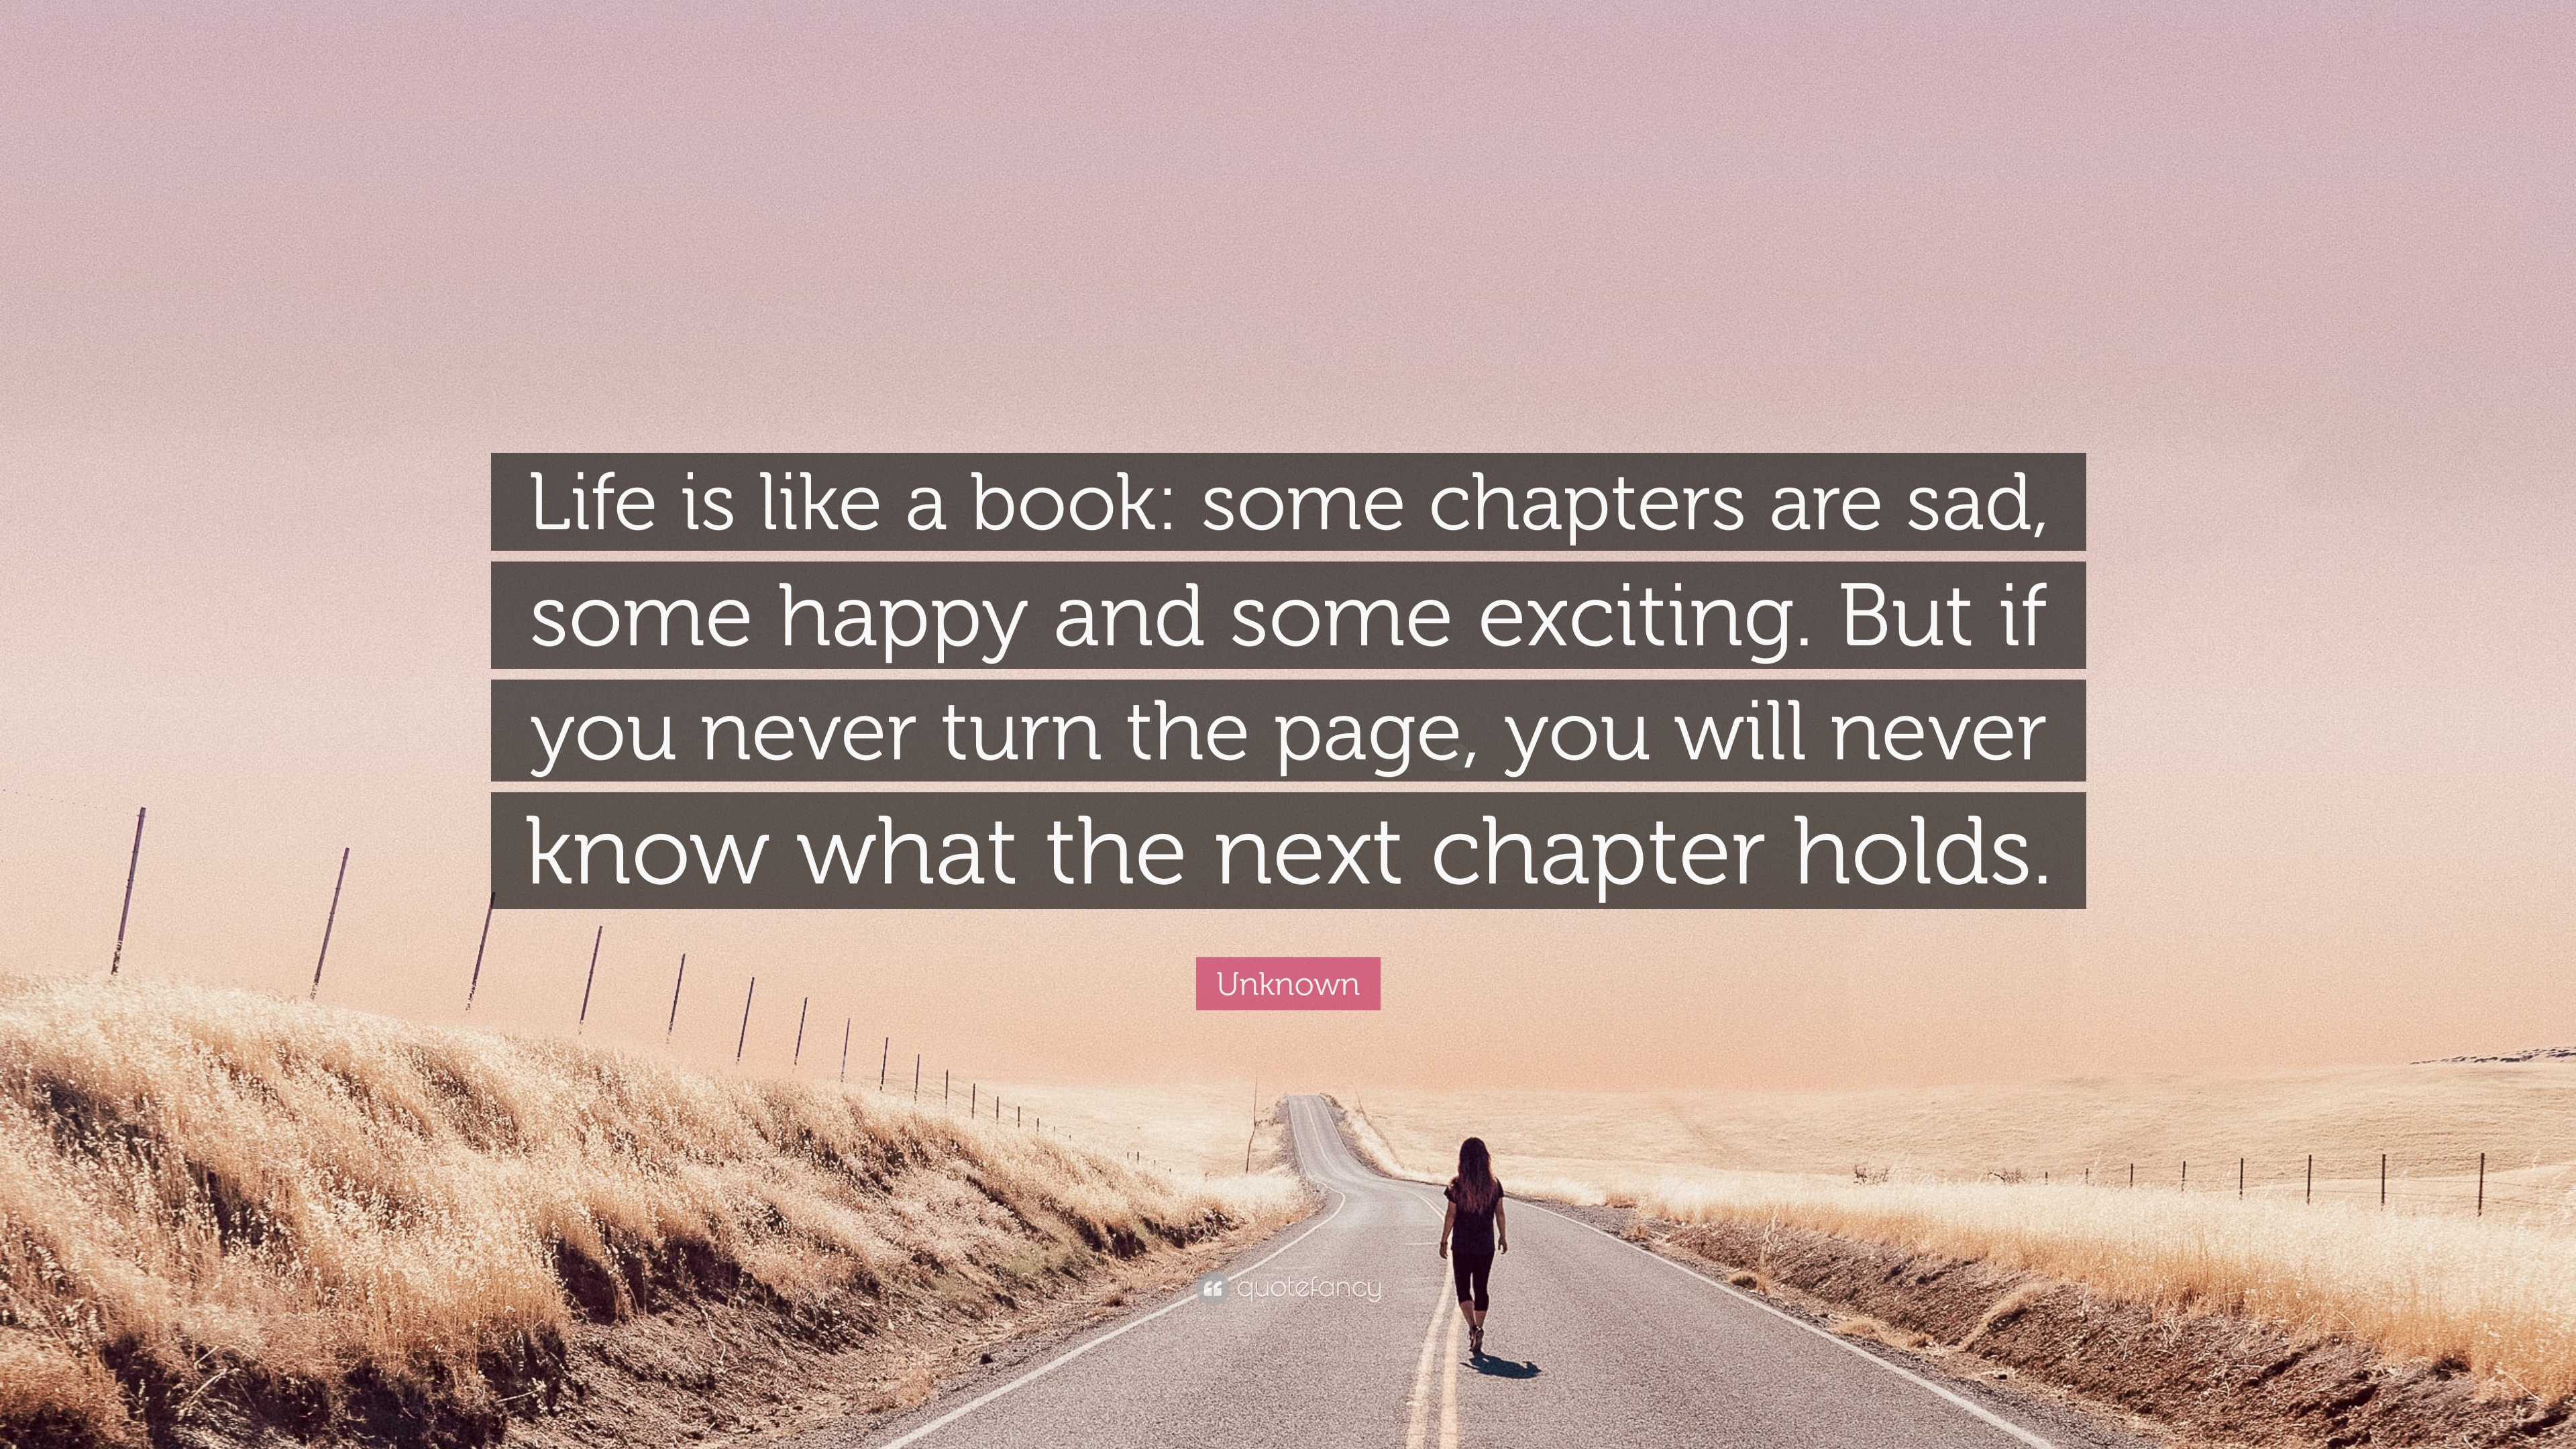 Life is like a book: some chapters are sad,
some happy and some exciting. But if
you never turn the page, you will never
know what the next chapter holds.
Unknown
quotefancy